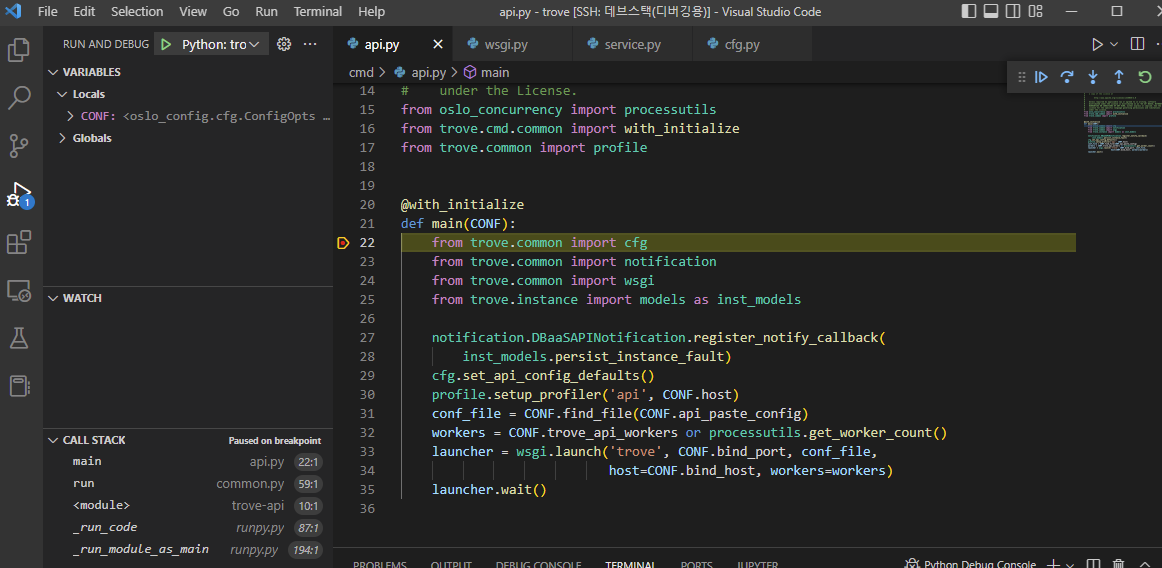 File Edit Selection View Go Run Terminal Help api.py - trove [SSH: 데브스택(디버깅용)] - Visual Studio Code
RUN AND DEBUG Python: tro ...
api.py wsgi.py service.py cfg.py
cmd > api.py > main
VARIABLES
Locals
CONF: <oslo_config.cfg.ConfigOpts …
Globals
1
WATCH
CALL STACK Paused on breakpoint
main api.py 22:1
run common.py 59:1
<module> trove-api 10:1
_run_code runpy.py 87:1
_run_module_as_main runpy.py 194:1
14 #    under the License.
15 from oslo_concurrency import processutils
16 from trove.cmd.common import with_initialize
17 from trove.common import profile
18
19
20 @with_initialize
21 def main(CONF):
22     from trove.common import cfg
23     from trove.common import notification
24     from trove.common import wsgi
25     from trove.instance import models as inst_models
26
27     notification.DBaaSAPINotification.register_notify_callback(
28         inst_models.persist_instance_fault)
29     cfg.set_api_config_defaults()
30     profile.setup_profiler('api', CONF.host)
31     conf_file = CONF.find_file(CONF.api_paste_config)
32     workers = CONF.trove_api_workers or processutils.get_worker_count()
33     launcher = wsgi.launch('trove', CONF.bind_port, conf_file,
34                            host=CONF.bind_host, workers=workers)
35     launcher.wait()
36
PROBLEMS OUTPUT DEBUG CONSOLE TERMINAL PORTS JUPYTER Python Debug Console